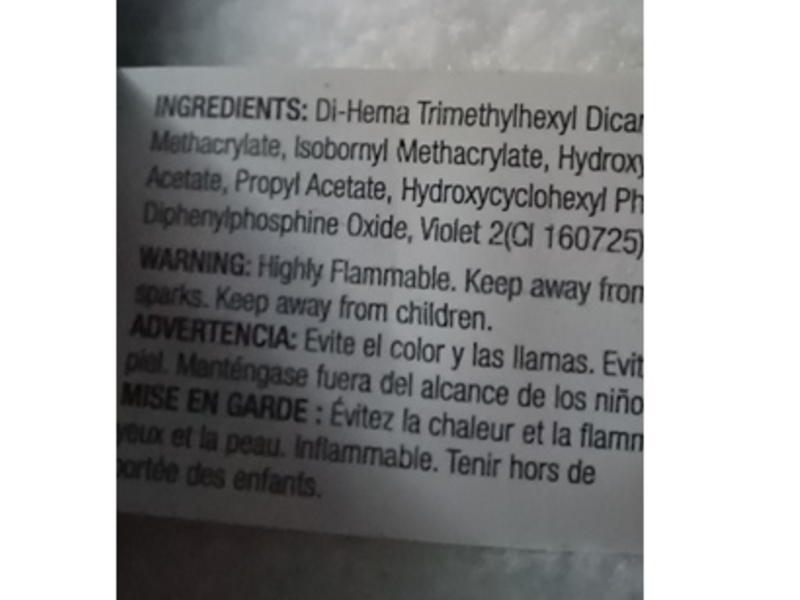 INGREDIENTS: Di-Hema Trimethylhexyl Dicar
Methacrylate, Isobornyl Methacrylate, Hydroxy
Acetate, Propyl Acetate, Hydroxycyclohexyl Ph
Diphenylphosphine Oxide, Violet 2(CI 160725)
WARNING: Highly Flammable. Keep away from
sparks. Keep away from children.
ADVERTENCIA: Evite el color y las llamas. Evit
piel. Manténgase fuera del alcance de los niño
MISE EN GARDE : Évitez la chaleur et la flamm
yeux et la peau. Inflammable. Tenir hors de
portée des enfants.